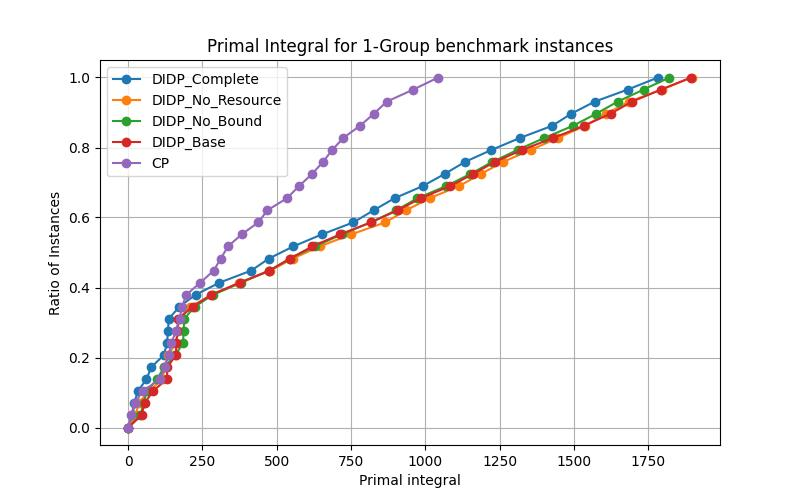 Primal Integral for 1-Group benchmark instances
1.0
0.8
0.6
0.4
0.2
0.0
Ratio of Instances
DIDP_Complete
DIDP_No_Resource
DIDP_No_Bound
DIDP_Base
CP
0 250 500 750 1000 1250 1500 1750
Primal integral